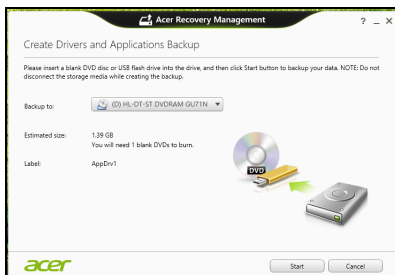 Acer Recovery Management
? _ ×
Create Drivers and Applications Backup
Please insert a blank DVD disc or USB flash drive into the drive, and then click Start button to backup your data. NOTE: Do not
disconnect the storage media while creating the backup.
Backup to:
(D) HL-DT-ST DVDRAM GU71N
Estimated size:
1.39 GB
You will need 1 blank DVDs to burn.
Label:
AppDrv1
DVD
acer
Start
Cancel